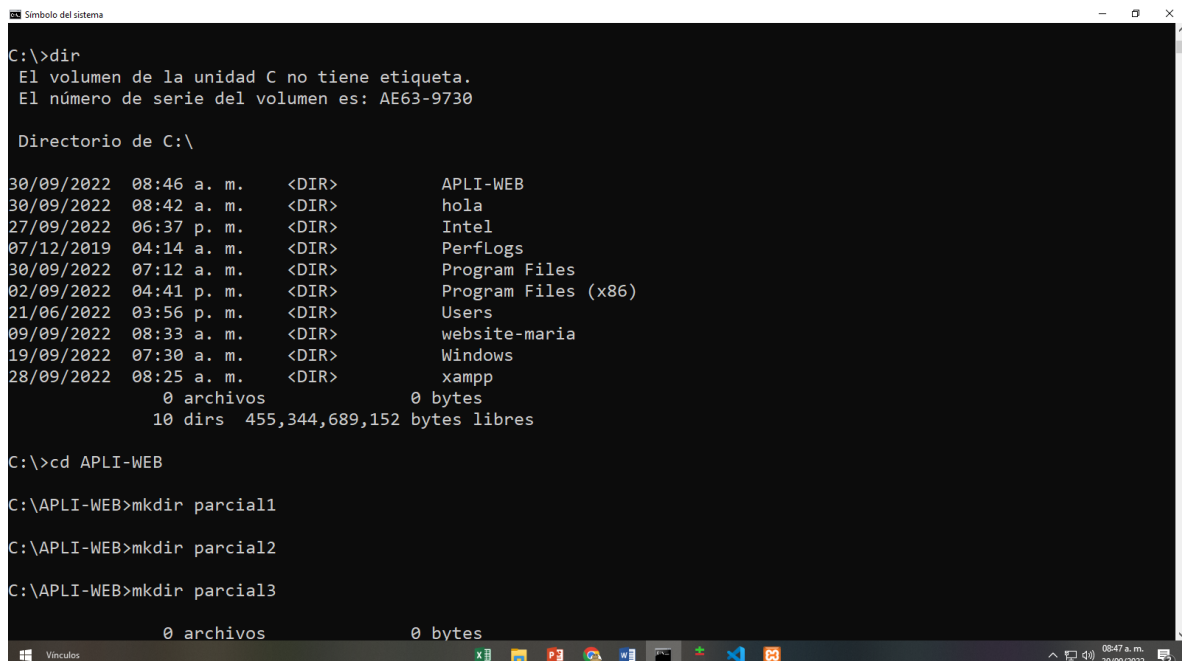 Símbolo del sistema
C:\>dir
El volumen de la unidad C no tiene etiqueta.
El número de serie del volumen es: AE63-9730
Directorio de C:\
30/09/2022 08:46 a. m. <DIR> APLI-WEB
30/09/2022 08:42 a. m. <DIR> hola
27/09/2022 06:37 p. m. <DIR> Intel
07/12/2019 04:14 a. m. <DIR> PerfLogs
30/09/2022 07:12 a. m. <DIR> Program Files
02/09/2022 04:41 p. m. <DIR> Program Files (x86)
21/06/2022 03:56 p. m. <DIR> Users
09/09/2022 08:33 a. m. <DIR> website-maria
19/09/2022 07:30 a. m. <DIR> Windows
28/09/2022 08:25 a. m. <DIR> xampp
0 archivos 0 bytes
10 dirs 455,344,689,152 bytes libres
C:\>cd APLI-WEB
C:\APLI-WEB>mkdir parcial1
C:\APLI-WEB>mkdir parcial2
C:\APLI-WEB>mkdir parcial3
0 archivos 0 bytes
Vínculos
08:47 a. m.
30/09/2022